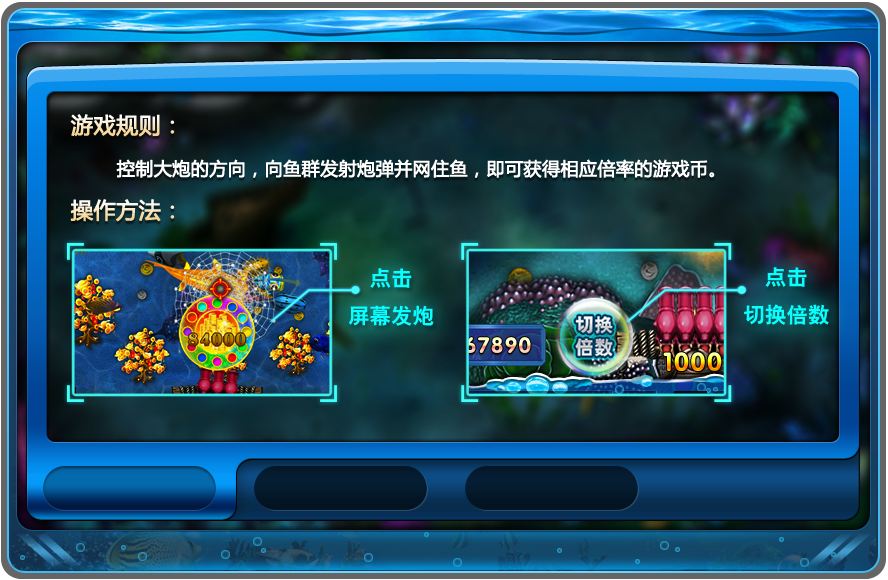 游戏规则：
控制大炮的方向，向鱼群发射炮弹并网住鱼，即可获得相应倍率的游戏币。
操作方法：
84000
点击
屏幕发炮
67890
切换
倍数
1000
点击
切换倍数